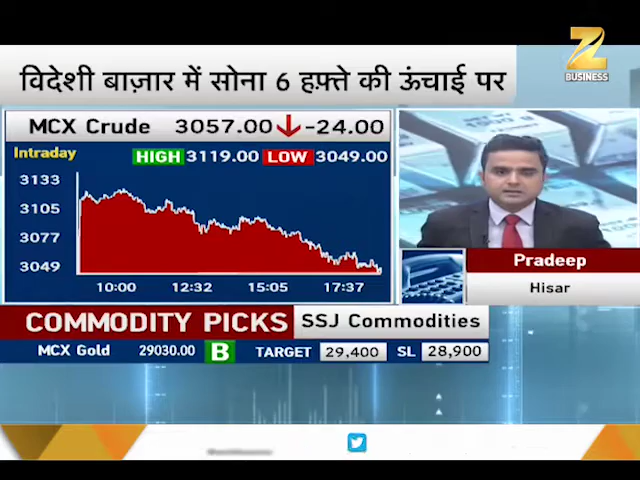 Z
BUSINESS
विदेशी बाज़ार में सोना 6 हफ़्ते की ऊंचाई पर
MCX Crude 3057.00 -24.00
Intraday HIGH 3119.00 LOW 3049.00
3133
3105
3077
3049
10:00 12:32 15:05 17:37
Pradeep
Hisar
COMMODITY PICKS SSJ Commodities
MCX Gold 29030.00 B TARGET 29,400 SL 28,900